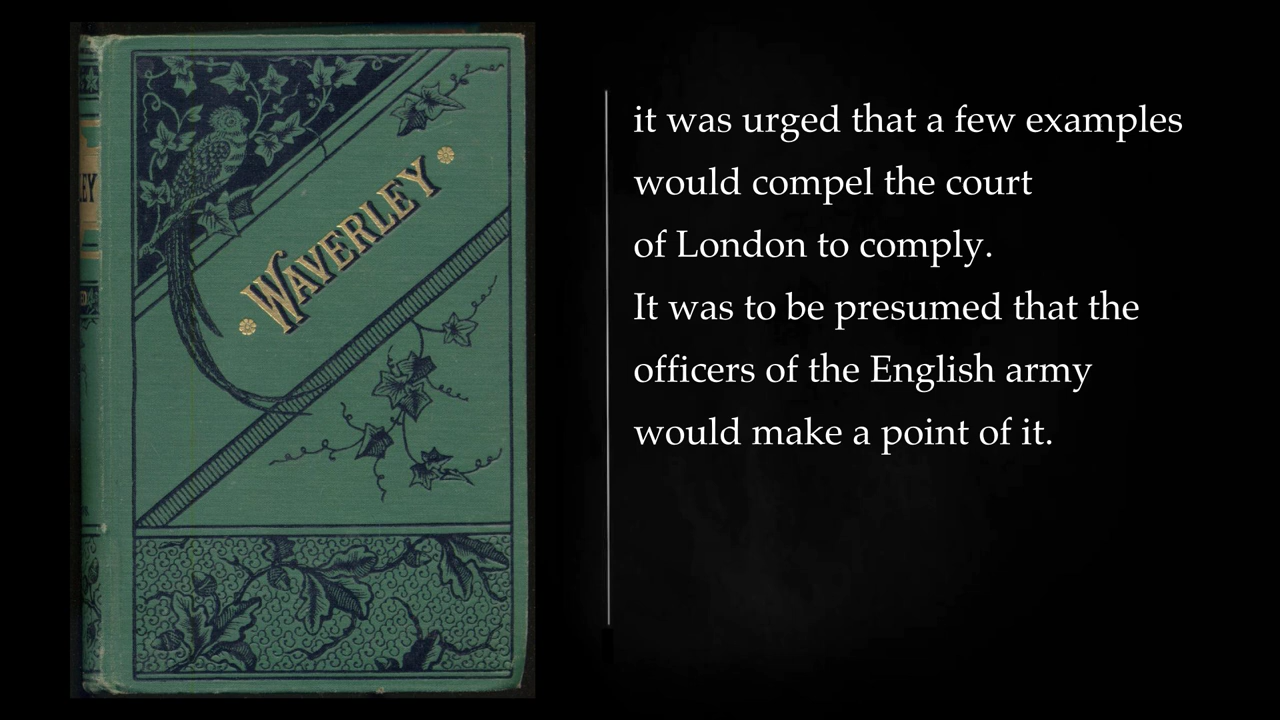 WAVERLEY
EY
it was urged that a few examples
would compel the court
of London to comply.
It was to be presumed that the
officers of the English army
would make a point of it.